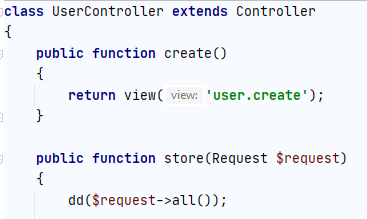 class UserController extends Controller
{
    public function create()
    {
        return view( view: 'user.create');
    }

    public function store(Request $request)
    {
        dd($request->all());